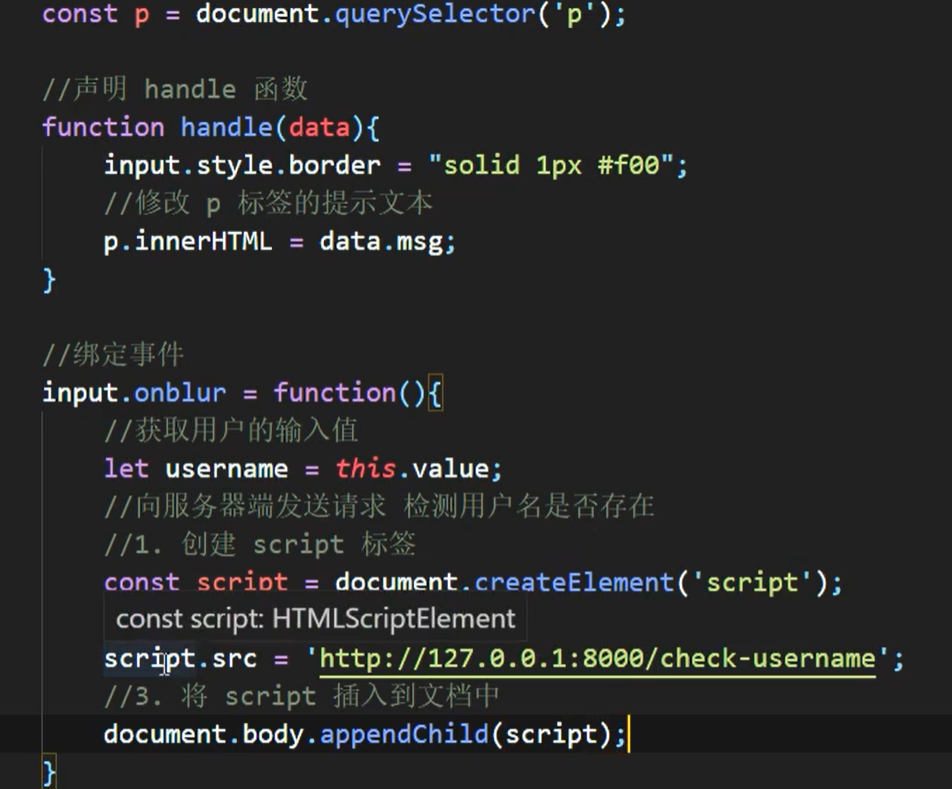 const p = document.querySelector('p');
//声明 handle 函数
function handle(data){
input.style.border = "solid 1px #f00";
//修改 p 标签的提示文本
p.innerHTML = data.msg;
}
//绑定事件
input.onblur = function(){
//获取用户的输入值
let username = this.value;
//向服务器端发送请求 检测用户名是否存在
//1. 创建 script 标签
const script = document.createElement('script');
const script: HTMLScriptElement
script.src = 'http://127.0.0.1:8000/check-username';
//3. 将 script 插入到文档中
document.body.appendChild(script);
}